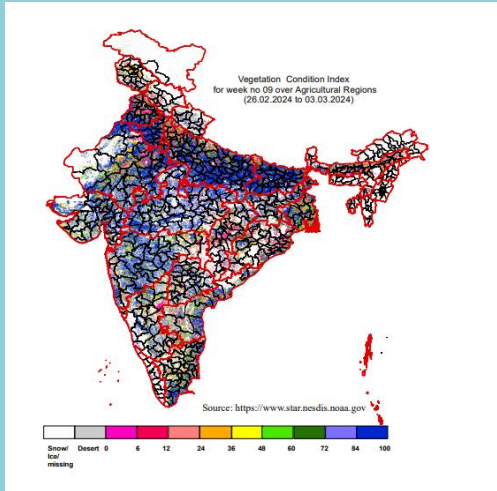 Vegetation Condition Index
for week no 09 over Agricultural Regions
(26.02.2024 to 03.03.2024)
Source: https://www.star.nesdis.noaa.gov
Snow/ Desert 0 6 12 24 36 48 60 72 84 100
Ice/
missing